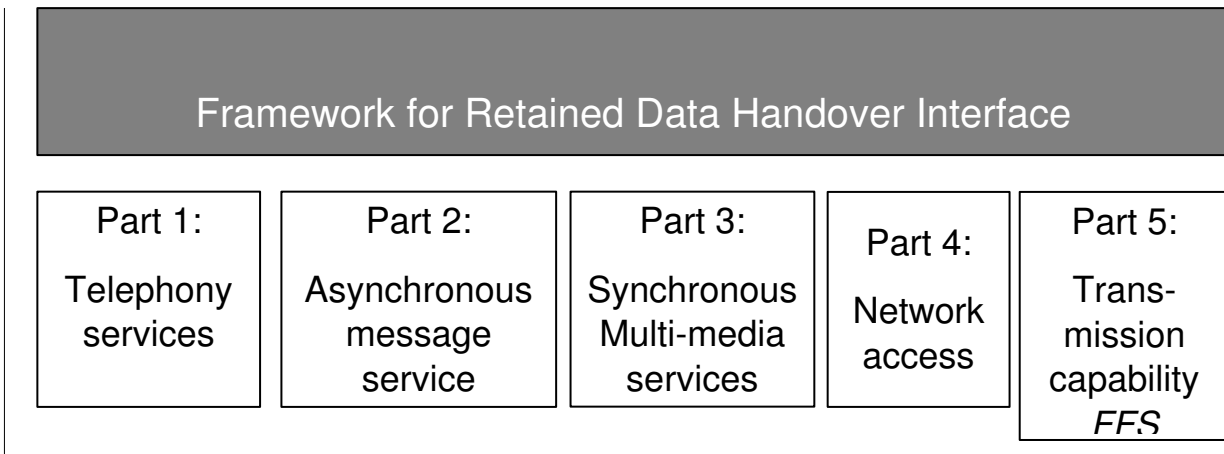 Framework for Retained Data Handover Interface
Part 1:
Telephony
services
Part 2:
Asynchronous
message
service
Part 3:
Synchronous
Multi-media
services
Part 4:
Network
access
Part 5:
Trans-
mission
capability
FFS